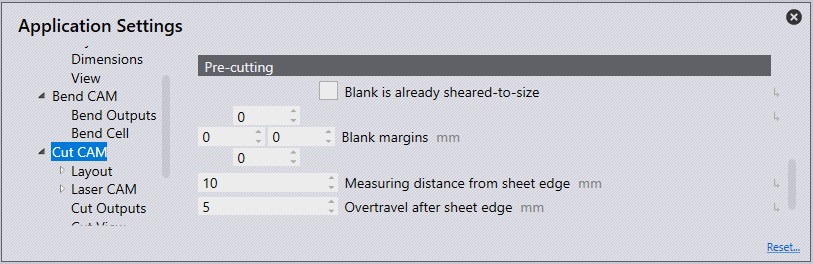 Application Settings
Dimensions
View
Bend CAM
Bend Outputs
Bend Cell
Cut CAM
Layout
Laser CAM
Cut Outputs
Cut View
Pre-cutting
Blank is already sheared-to-size
0
0 0 Blank margins mm
0
10 Measuring distance from sheet edge mm
5 Overtravel after sheet edge mm
Reset...